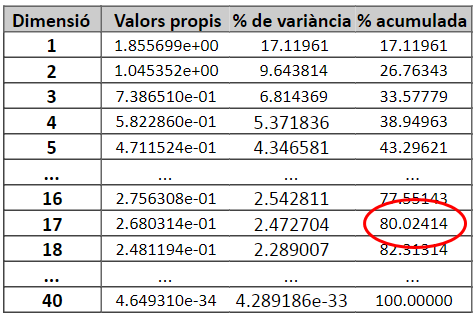 Dimensió Valors propis % de variància % acumulada
1 1.855699e+00 17.11961 17.11961
2 1.045352e+00 9.643814 26.76343
3 7.386510e-01 6.814369 33.57779
4 5.822860e-01 5.371836 38.94963
5 4.711524e-01 4.346581 43.29621
... ... ... ...
16 2.756308e-01 2.542811 77.55143
17 2.680314e-01 2.472704 80.02414
18 2.481194e-01 2.289007 82.31314
... ... ... ...
40 4.649310e-34 4.289186e-33 100.00000